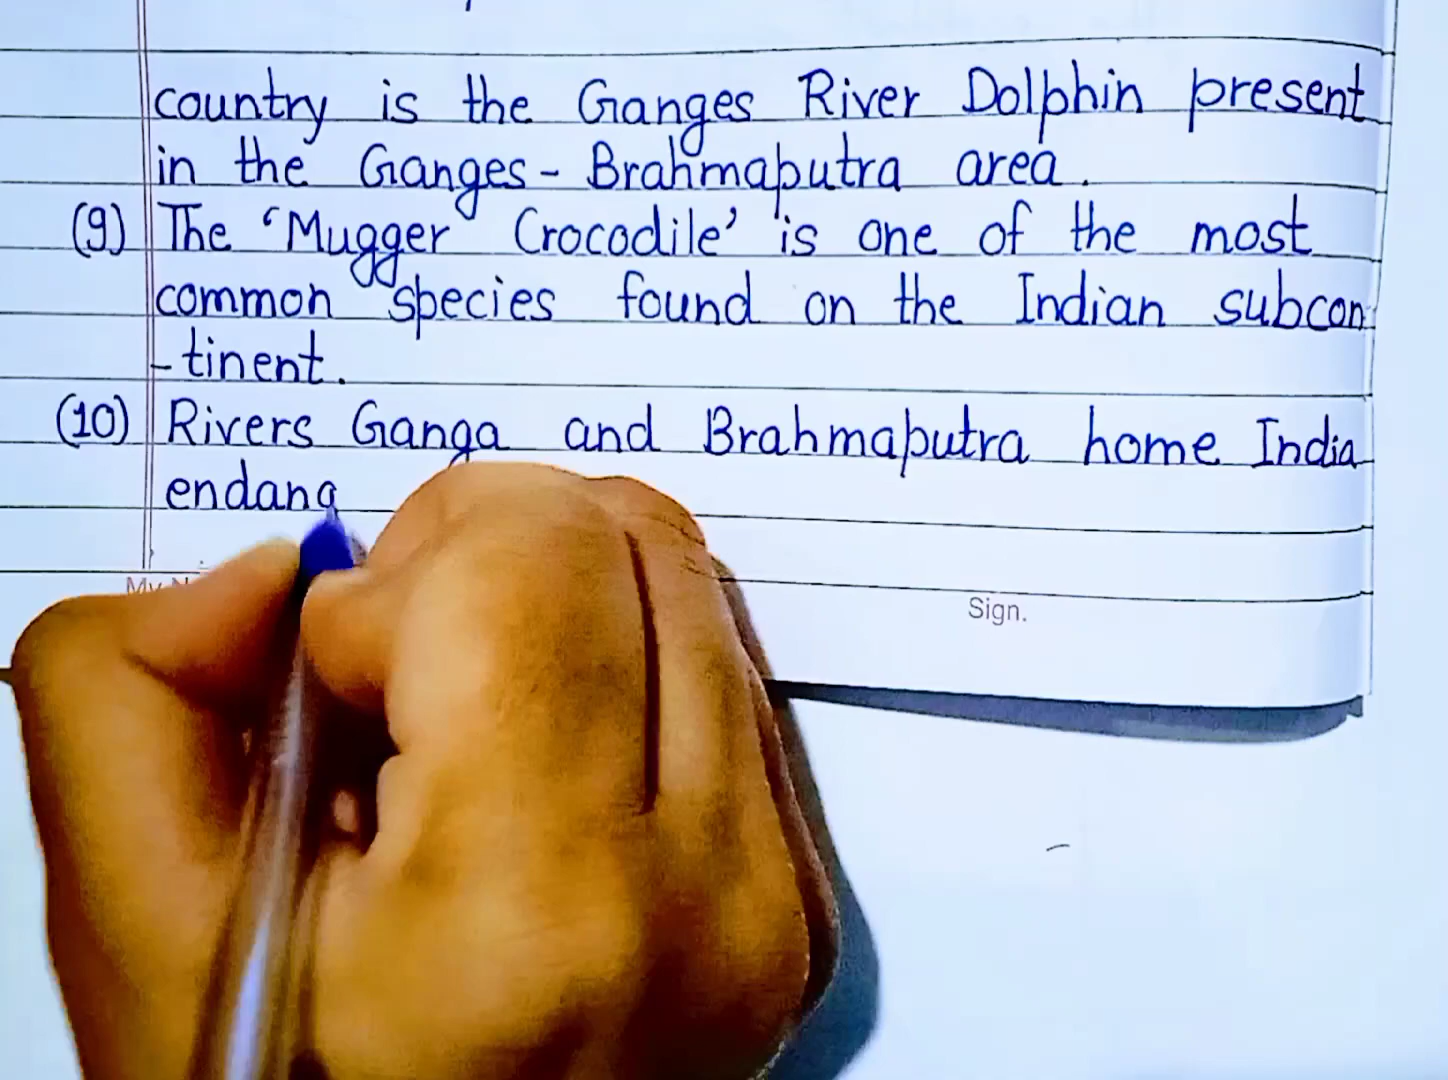 country is the Ganges River Dolphin present
in the Ganges - Brahmaputra area.
(9) The ‘Mugger Crocodile’ is one of the most
common species found on the Indian subcon
- tinent.
(10) Rivers Ganga and Brahmaputra home India
endang
Sign.